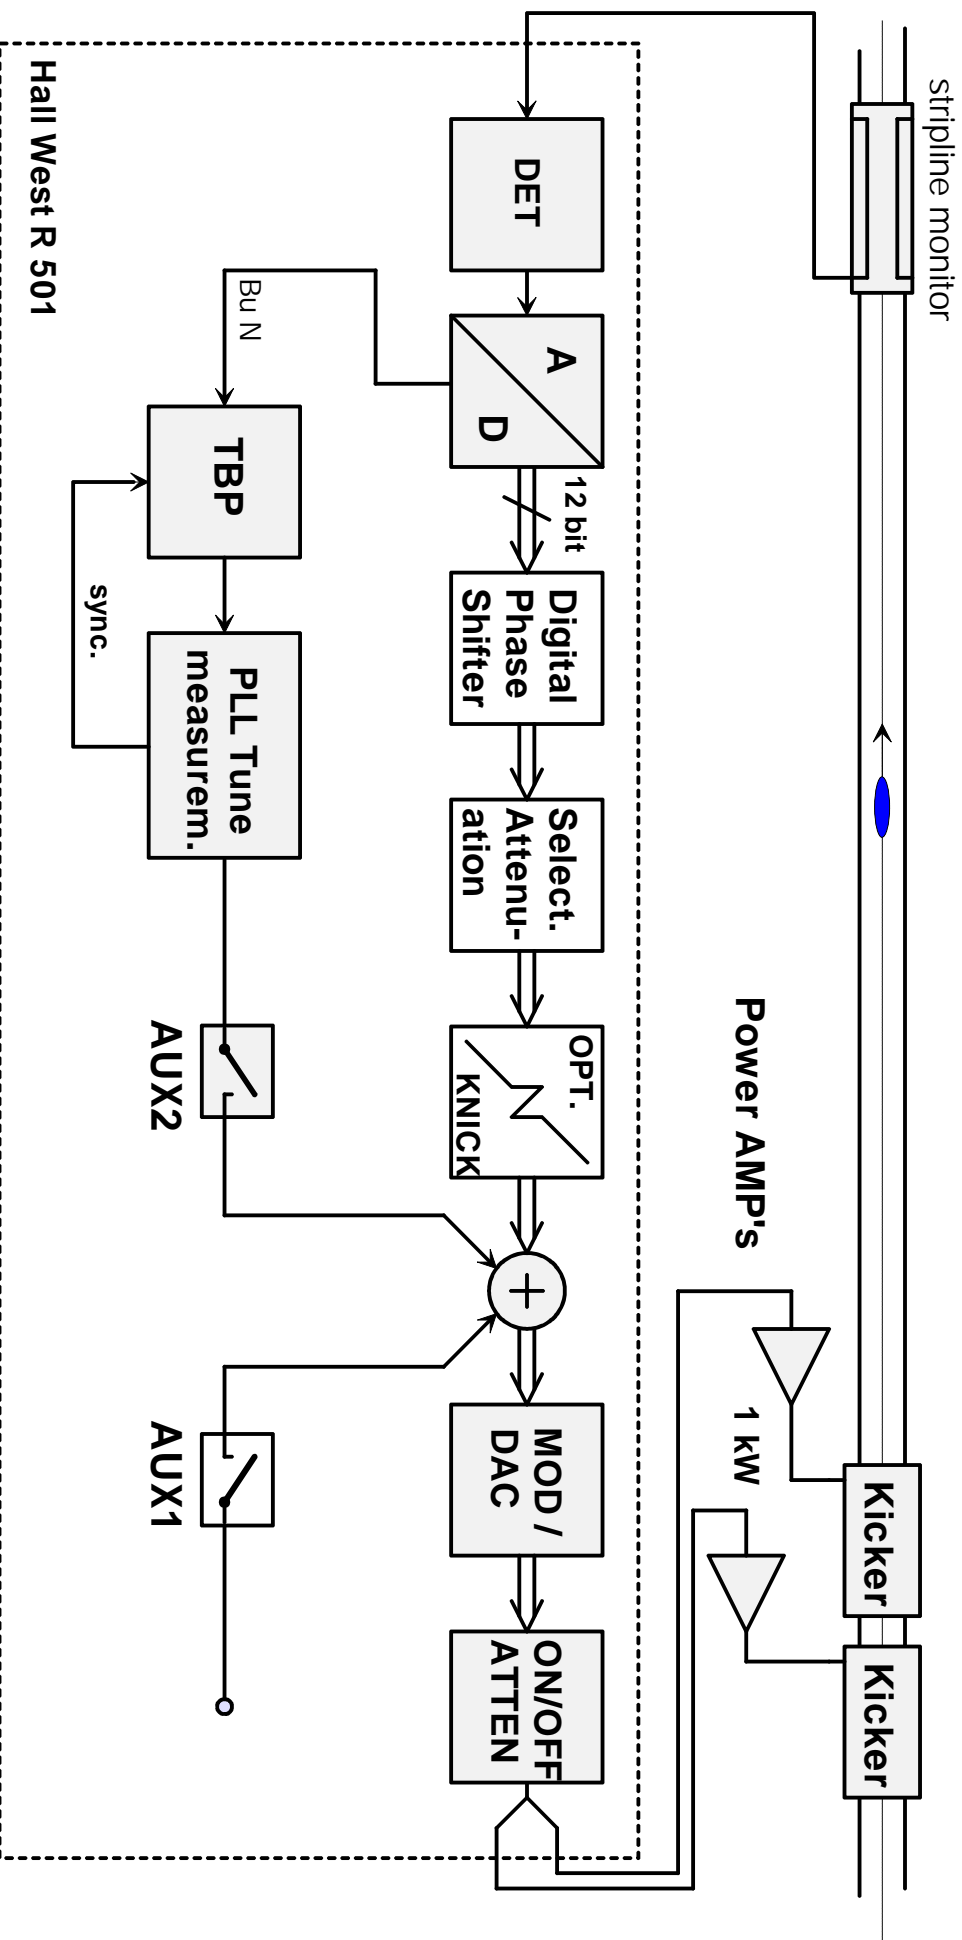 stripline monitor
Power AMP's
1 kW
Kicker
Kicker
DET
A
D
12 bit
Digital
Phase
Shifter
Select.
Attenu-
ation
OPT.
KNICK
+
MOD /
DAC
ON/OFF
ATTEN
Bu N
TBP
sync.
PLL Tune
measurem.
AUX2
AUX1
Hall West R 501